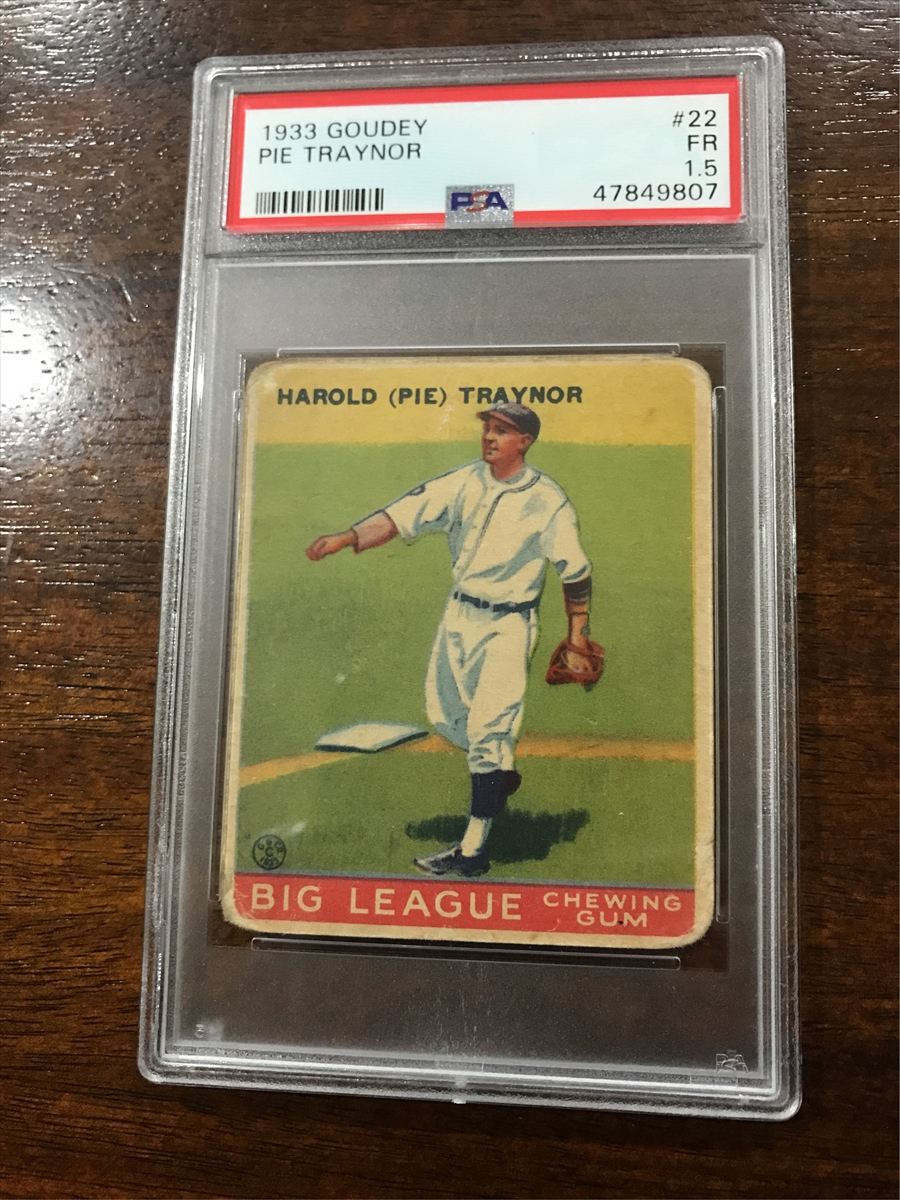 1933 GOUDEY
PIE TRAYNOR
#22
FR
1.5
47849807
PSA
HAROLD (PIE) TRAYNOR
BIG LEAGUE
CHEWING
GUM